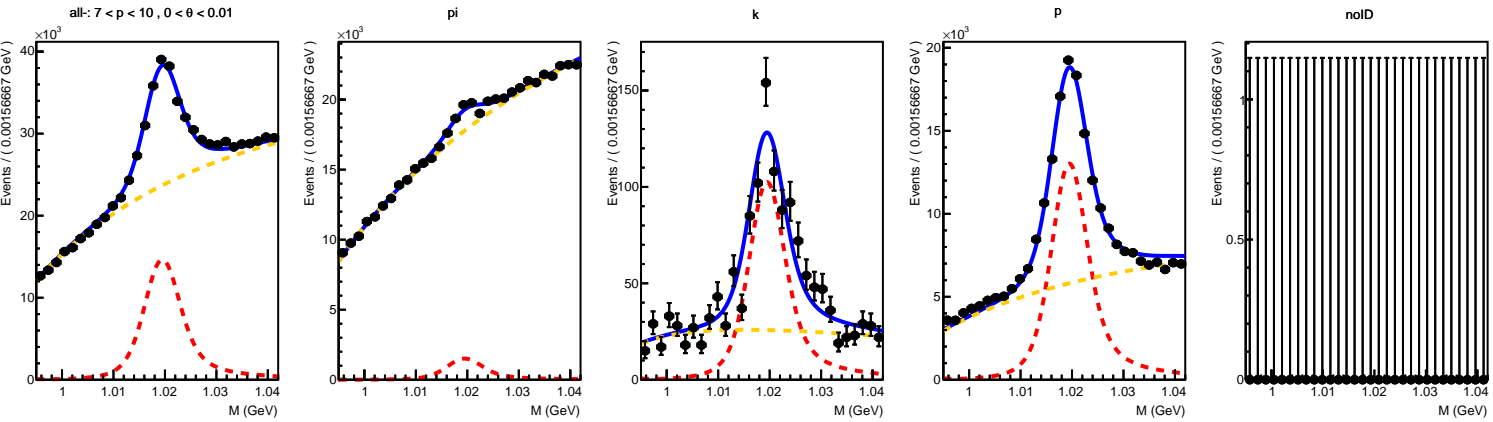 all-: 7 < p < 10 , 0 < θ < 0.01
×10³
Events / ( 0.00156667 GeV )
40
30
20
10
0
1 1.01 1.02 1.03 1.04
M (GeV)
pi
×10³
Events / ( 0.00156667 GeV )
20
15
10
5
0
1 1.01 1.02 1.03 1.04
M (GeV)
k
Events / ( 0.00156667 GeV )
150
100
50
0
1 1.01 1.02 1.03 1.04
M (GeV)
p
×10³
Events / ( 0.00156667 GeV )
20
15
10
5
0
1 1.01 1.02 1.03 1.04
M (GeV)
noID
Events / ( 0.00156667 GeV )
1
0.5
0
1 1.01 1.02 1.03 1.04
M (GeV)